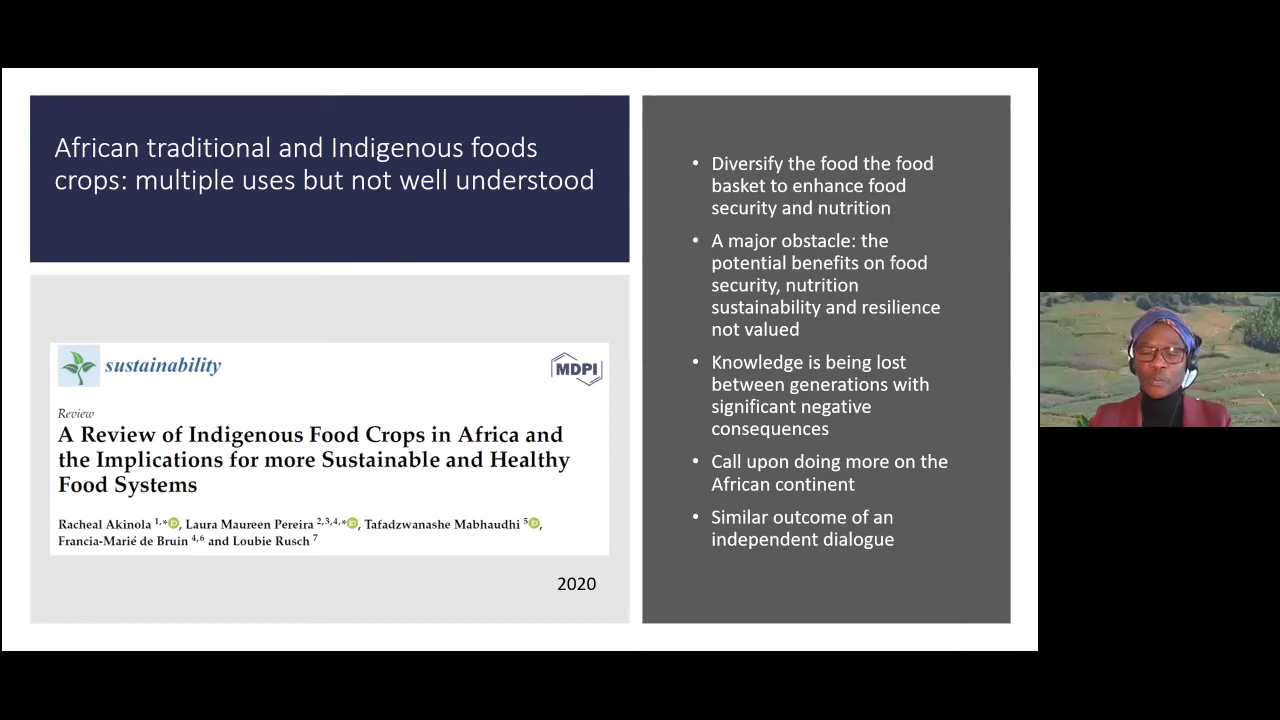 African traditional and Indigenous foods
crops: multiple uses but not well understood
sustainability
MDPI
Review
A Review of Indigenous Food Crops in Africa and
the Implications for more Sustainable and Healthy
Food Systems
Racheal Akinola 1,* iD, Laura Maureen Pereira 2,3,4,* iD, Tafadzwanashe Mabhaudhi 5 iD,
Francia-Marié de Bruin 4,6 and Loubie Rusch 7
2020
• Diversify the food the food
basket to enhance food
security and nutrition
• A major obstacle: the
potential benefits on food
security, nutrition
sustainability and resilience
not valued
• Knowledge is being lost
between generations with
significant negative
consequences
• Call upon doing more on the
African continent
• Similar outcome of an
independent dialogue